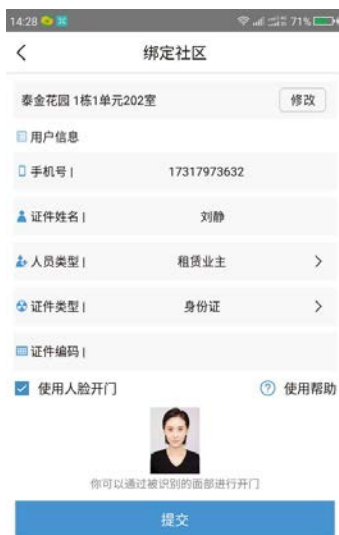 14:28 71%
绑定社区
泰金花园 1栋1单元202室 修改
用户信息
手机号 | 17317973632
证件姓名 | 刘静
人员类型 | 租赁业主
证件类型 | 身份证
证件编码 |
使用人脸开门 ? 使用帮助
你可以通过被识别的面部进行开门
提交